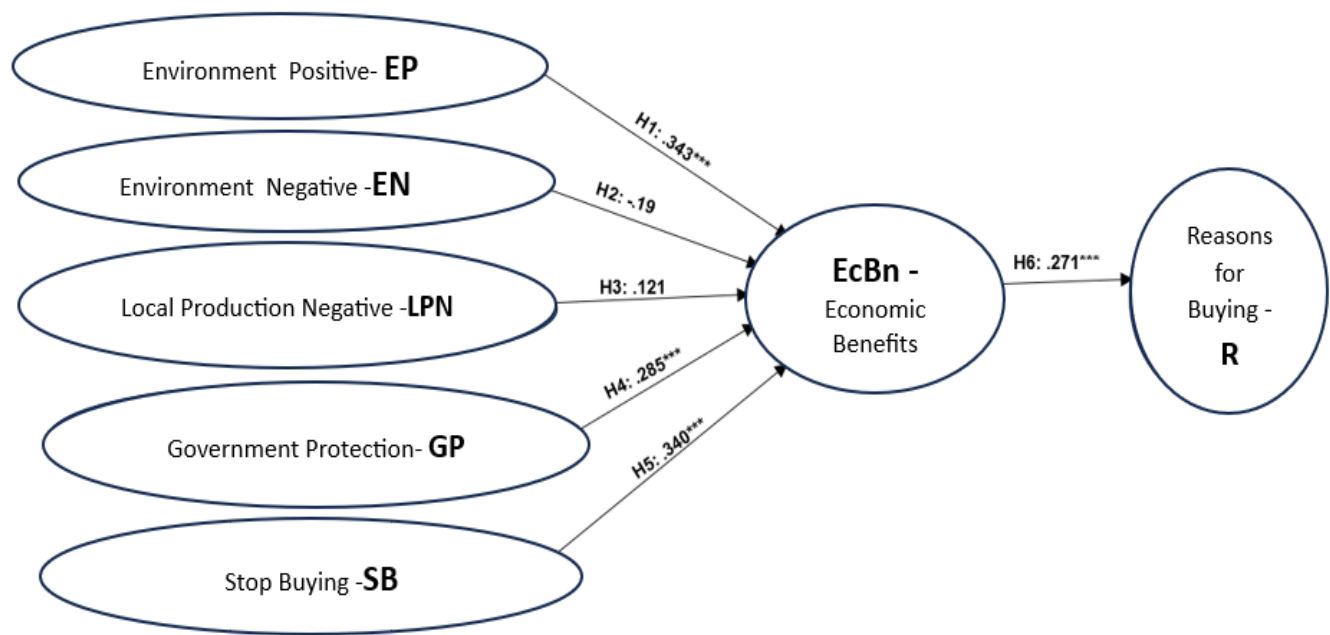 Environment Positive- EP
H1: .343***
Environment Negative -EN
H2: -.19
Local Production Negative -LPN
H3: .121
Government Protection- GP
H4: .285***
Stop Buying -SB
H5: .340***
EcBn -
Economic
Benefits
H6: .271***
Reasons
for
Buying -
R